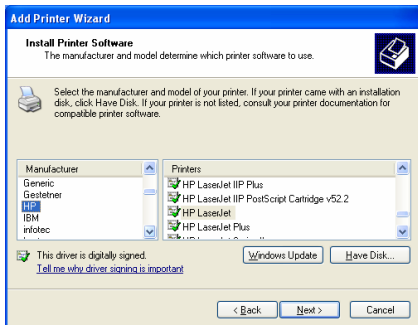 Add Printer Wizard
Install Printer Software
The manufacturer and model determine which printer software to use.
Select the manufacturer and model of your printer. If your printer came with an installation
disk, click Have Disk. If your printer is not listed, consult your printer documentation for
compatible printer software.
Manufacturer
Generic
Gestetner
HP
IBM
infotec
Printers
HP LaserJet IIP Plus
HP LaserJet IIP PostScript Cartridge v52.2
HP LaserJet
HP LaserJet Plus
This driver is digitally signed.
Tell me why driver signing is important
Windows Update
Have Disk...
< Back
Next >
Cancel